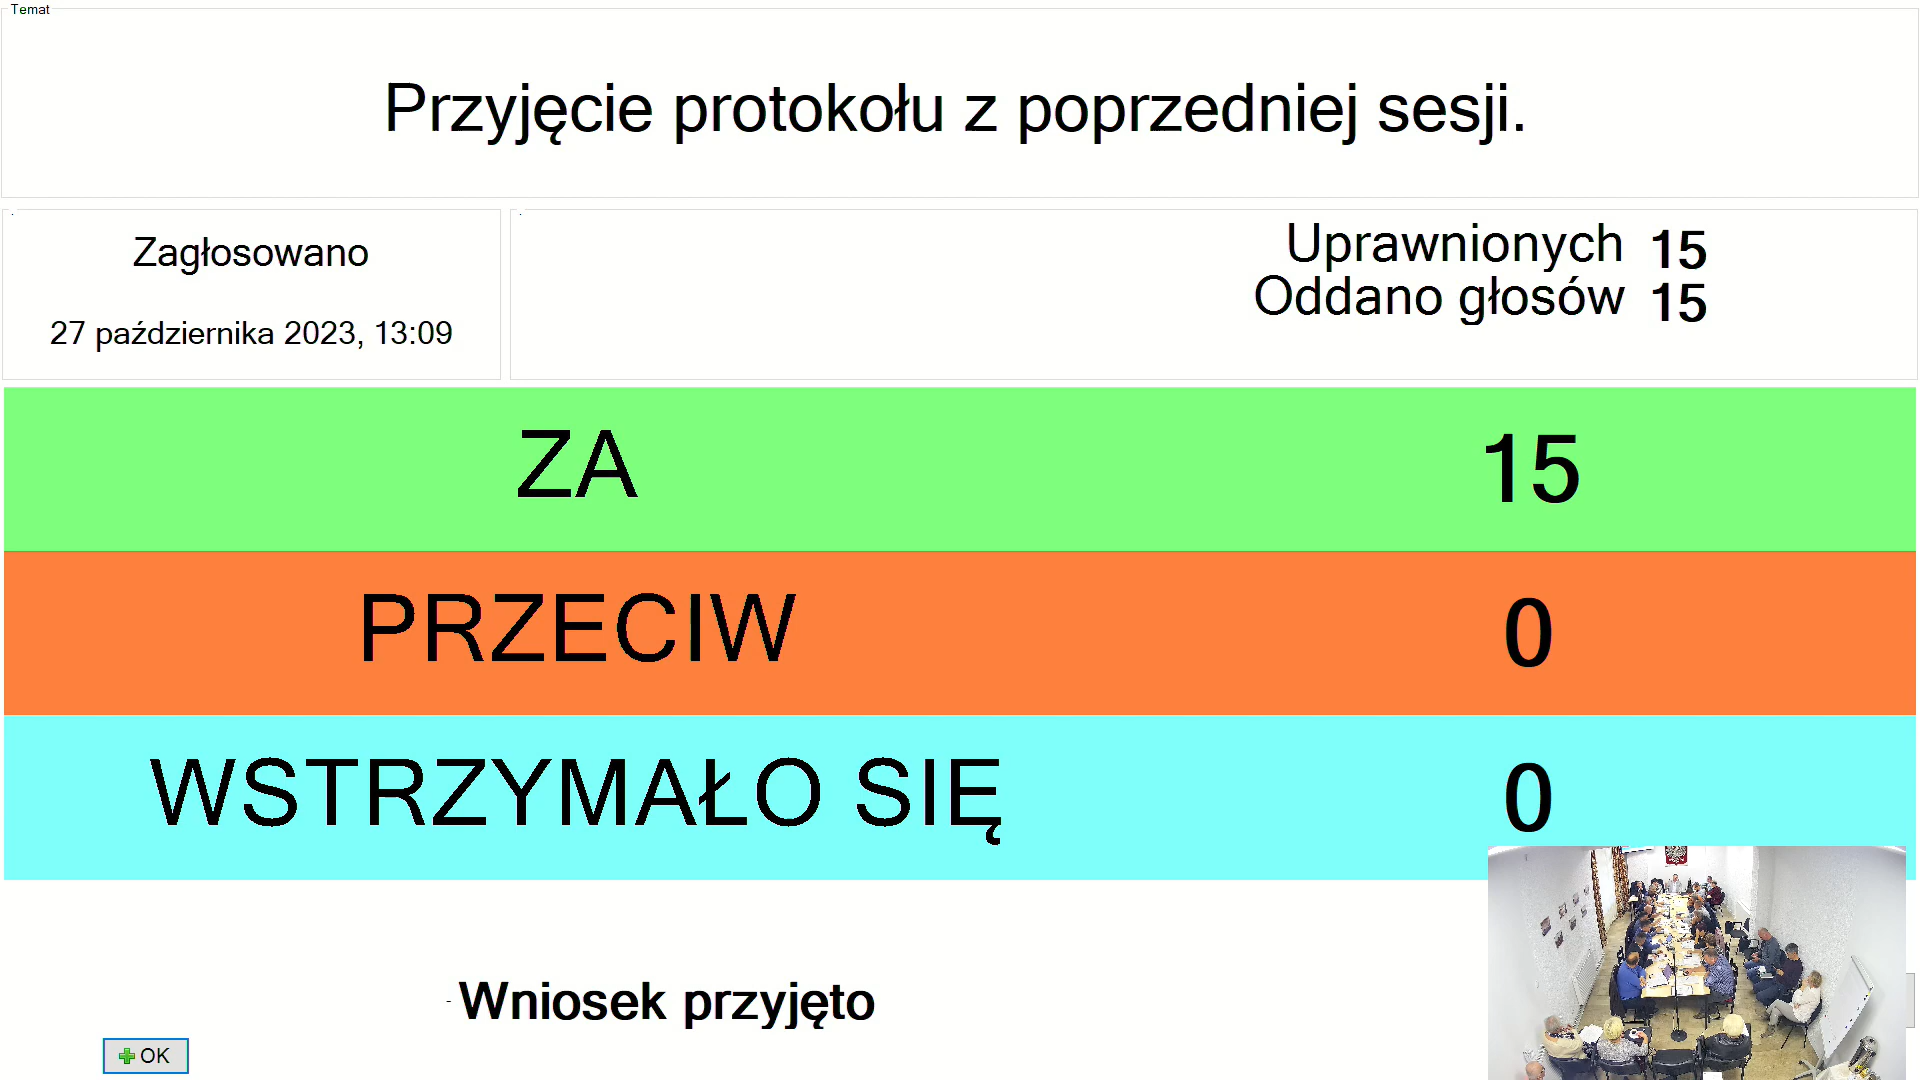 Temat
Przyjęcie protokołu z poprzedniej sesji.
Zagłosowano
27 października 2023, 13:09
Uprawnionych 15
Oddano głosów 15
ZA 15
PRZECIW 0
WSTRZYMAŁO SIĘ 0
Wniosek przyjęto
OK